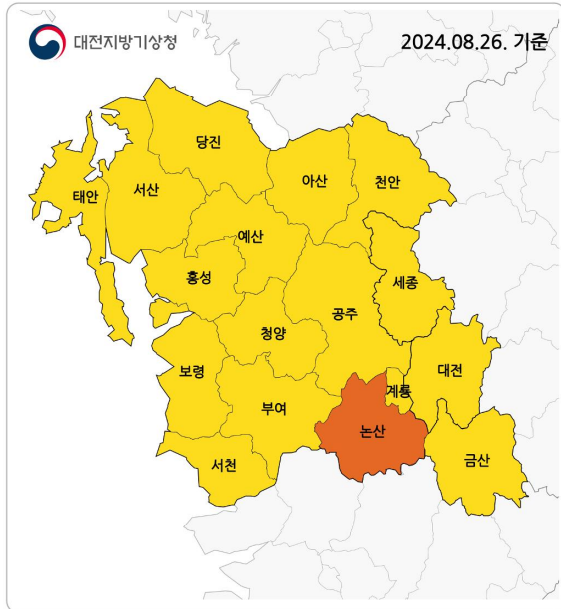 대전지방기상청
2024.08.26. 기준
당진
아산
천안
태안
서산
예산
홍성
세종
공주
청양
보령
대전
계룡
부여
논산
서천
금산